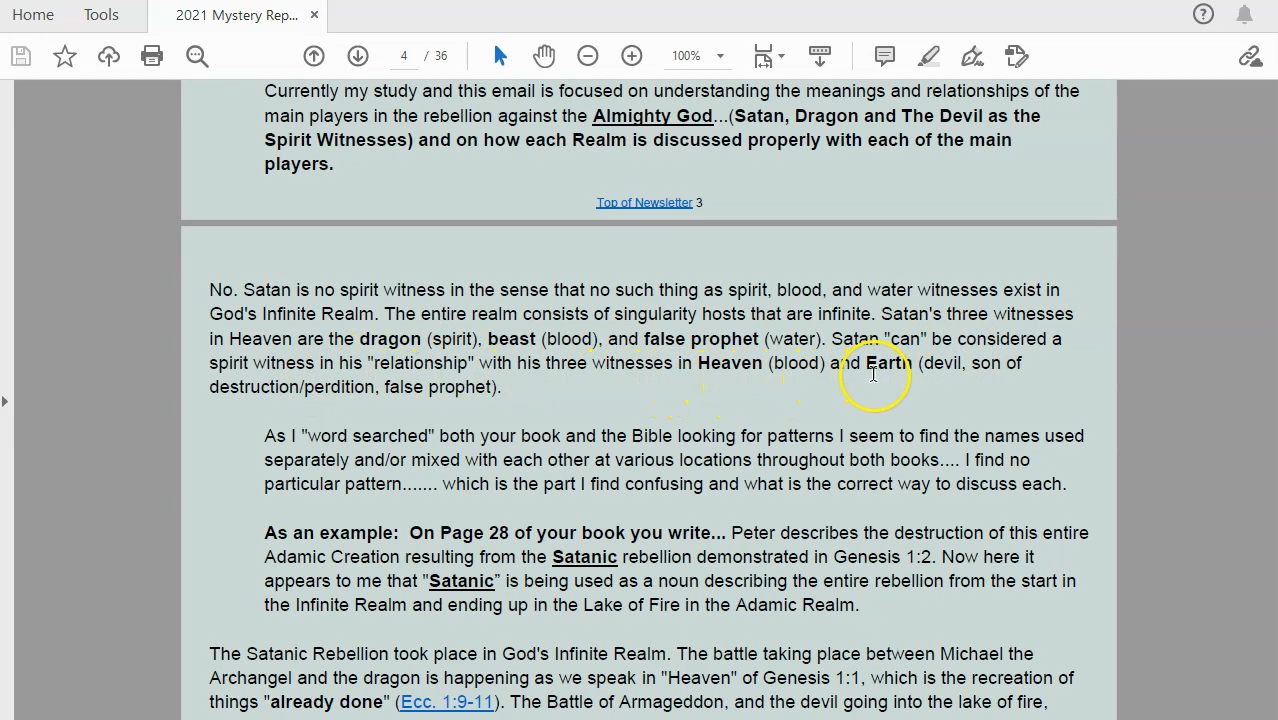 Home Tools 2021 Mystery Rep... ×
4 / 36 100%
Currently my study and this email is focused on understanding the meanings and relationships of the
main players in the rebellion against the Almighty God...(Satan, Dragon and The Devil as the
Spirit Witnesses) and on how each Realm is discussed properly with each of the main
players.
Top of Newsletter 3
No. Satan is no spirit witness in the sense that no such thing as spirit, blood, and water witnesses exist in
God's Infinite Realm. The entire realm consists of singularity hosts that are infinite. Satan's three witnesses
in Heaven are the dragon (spirit), beast (blood), and false prophet (water). Satan "can" be considered a
spirit witness in his "relationship" with his three witnesses in Heaven (blood) and Earth (devil, son of
destruction/perdition, false prophet).
As I "word searched" both your book and the Bible looking for patterns I seem to find the names used
separately and/or mixed with each other at various locations throughout both books.... I find no
particular pattern....... which is the part I find confusing and what is the correct way to discuss each.
As an example:  On Page 28 of your book you write... Peter describes the destruction of this entire
Adamic Creation resulting from the Satanic rebellion demonstrated in Genesis 1:2. Now here it
appears to me that "Satanic” is being used as a noun describing the entire rebellion from the start in
the Infinite Realm and ending up in the Lake of Fire in the Adamic Realm.
The Satanic Rebellion took place in God's Infinite Realm. The battle taking place between Michael the
Archangel and the dragon is happening as we speak in "Heaven" of Genesis 1:1, which is the recreation of
things "already done" (Ecc. 1:9-11). The Battle of Armageddon, and the devil going into the lake of fire,